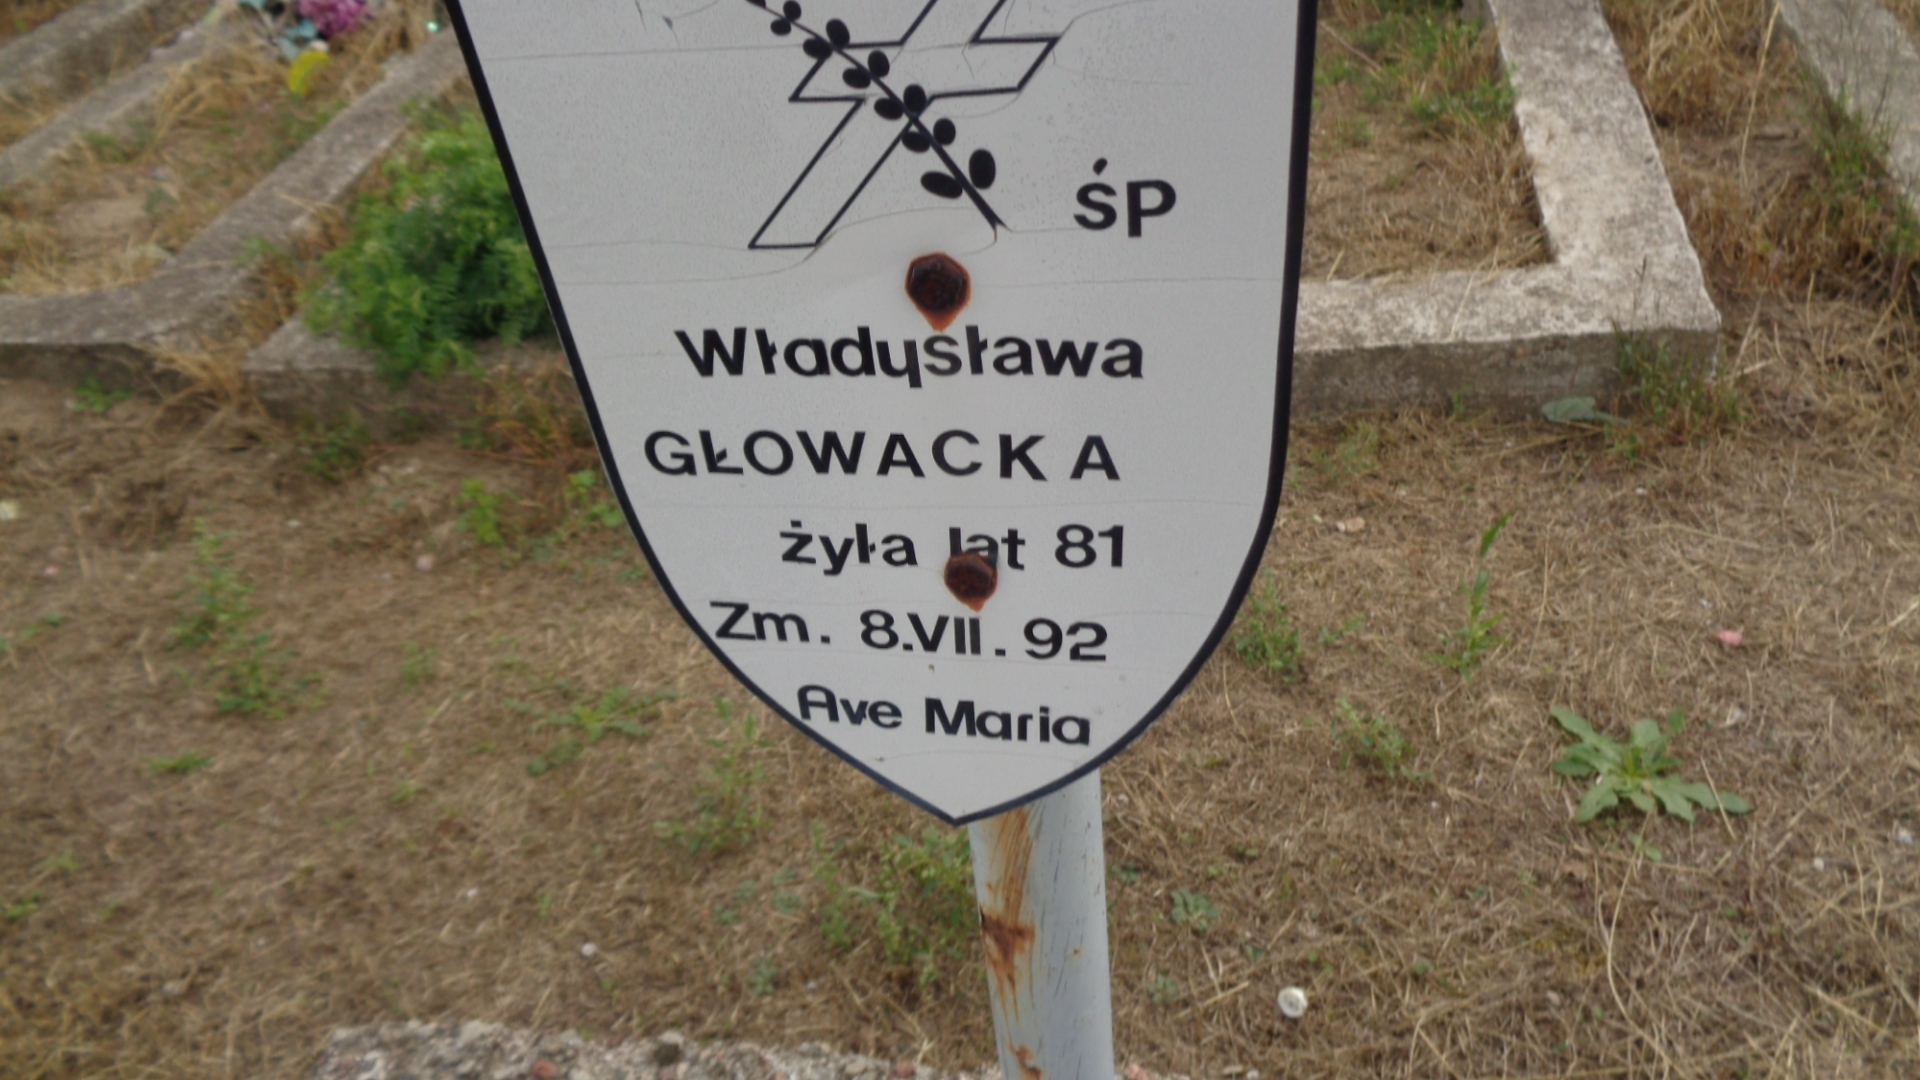 ŚP
Władysława
GŁOWACKA
żyła lat 81
Zm. 8.VII.92
Ave Maria